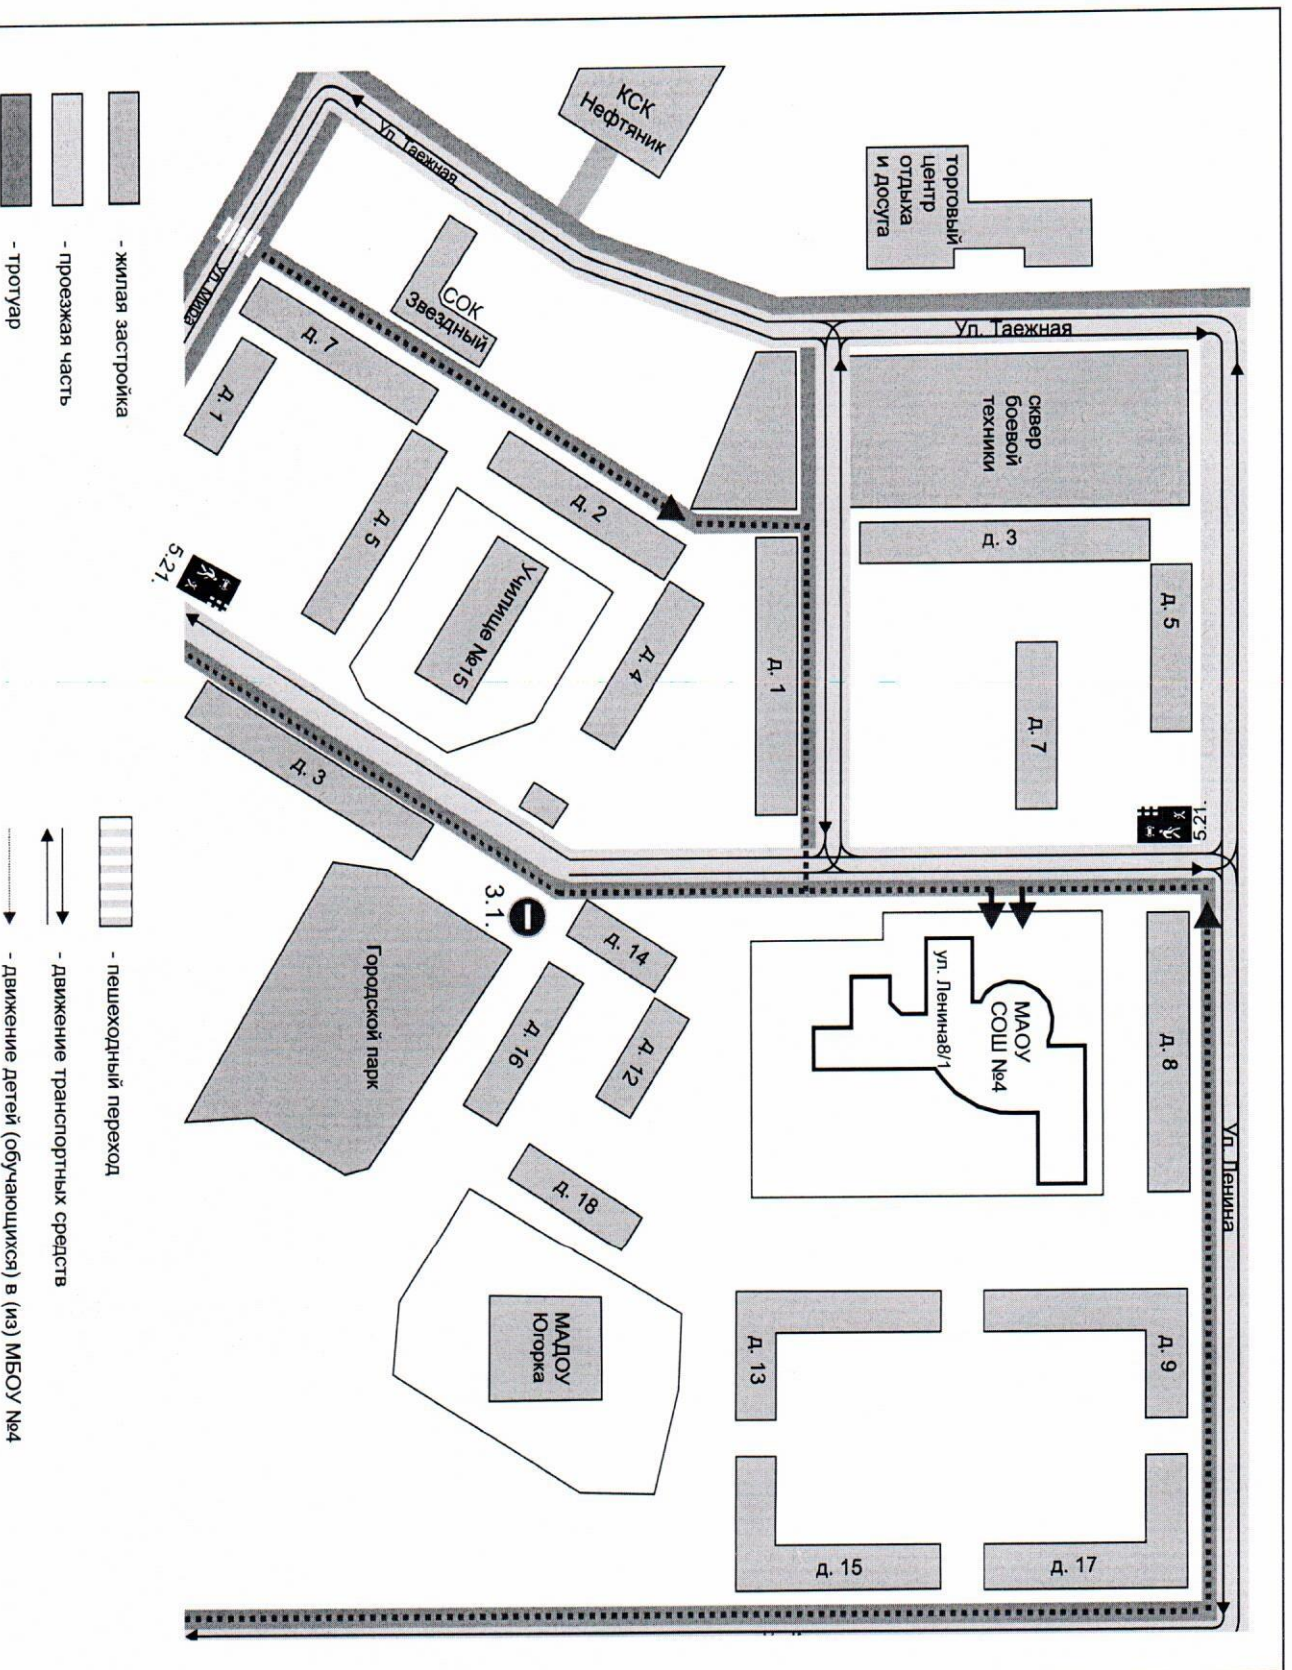 КСК
Нефтяник
торговый
центр
отдыха
и досуга
Ул. Таежная
Ул. Таежная
СОК
Звездный
ул. Мира
д. 7
д. 1
д. 5
д. 2
Училище №15
д. 4
д. 1
сквер
боевой
техники
д. 3
д. 5
д. 7
5.21.
5.21.
д. 3
3.1.
Городской парк
д. 14
д. 16
д. 12
д. 18
МАОУ
СОШ №4
ул. Ленина8/1
д. 8
Ул. Ленина
МАДОУ
Югорка
д. 13
д. 9
д. 15
д. 17
- жилая застройка
- проезжая часть
- тротуар
- пешеходный переход
- движение транспортных средств
- движение детей (обучающихся) в (из) МБОУ №4